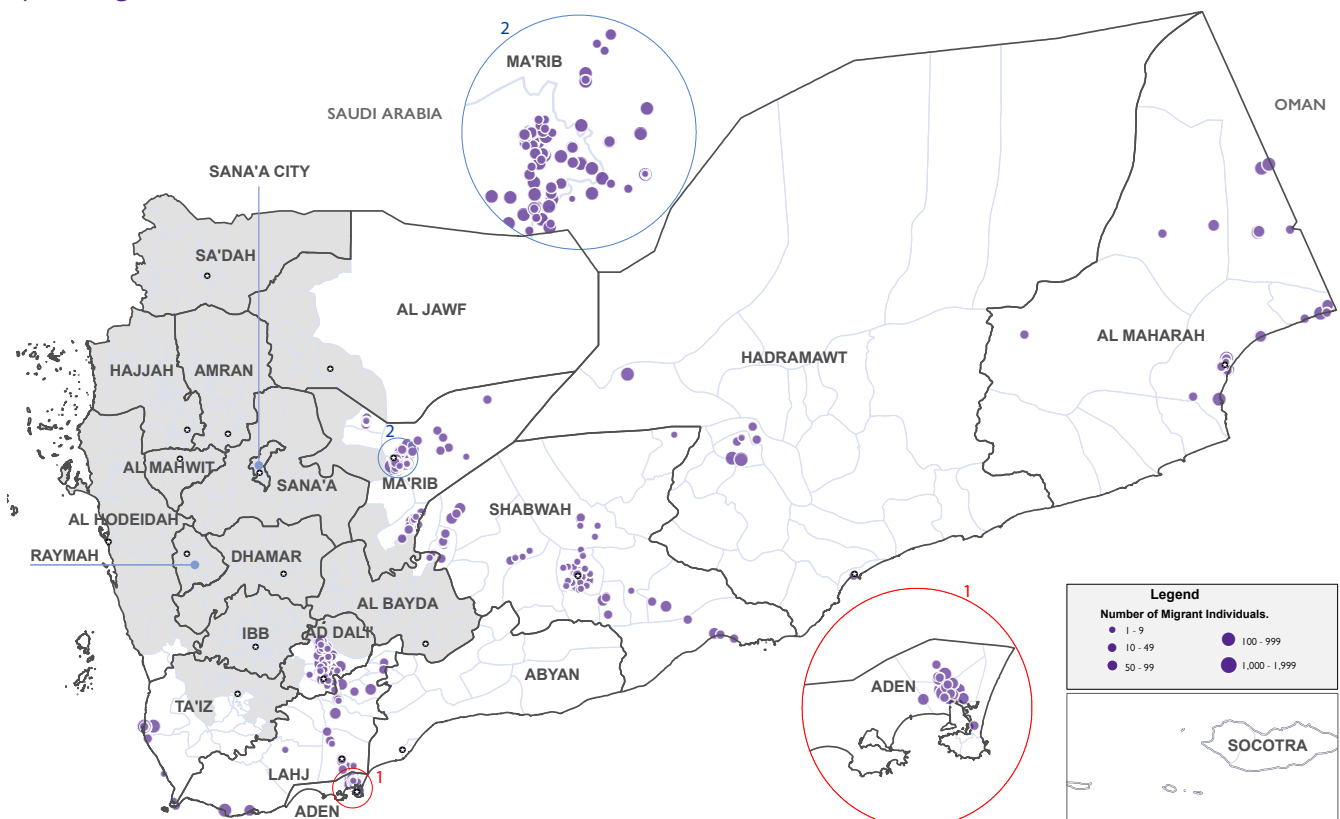 2
MA'RIB
SAUDI ARABIA
OMAN
SANA'A CITY
SA'DAH
AL JAWF
HADRAMAWT
AL MAHARAH
HAJJAH
AMRAN
2
AL MAHWIT
SANA'A
MA'RIB
SHABWAH
AL HODEIDAH
RAYMAH
DHAMAR
AL BAYDA
IBB
AD DALI'
ABYAN
TA'IZ
LAHJ
ADEN
1
1
ADEN
Legend
Number of Migrant Individuals.
1 - 9
10 - 49
50 - 99
100 - 999
1,000 - 1,999
SOCOTRA